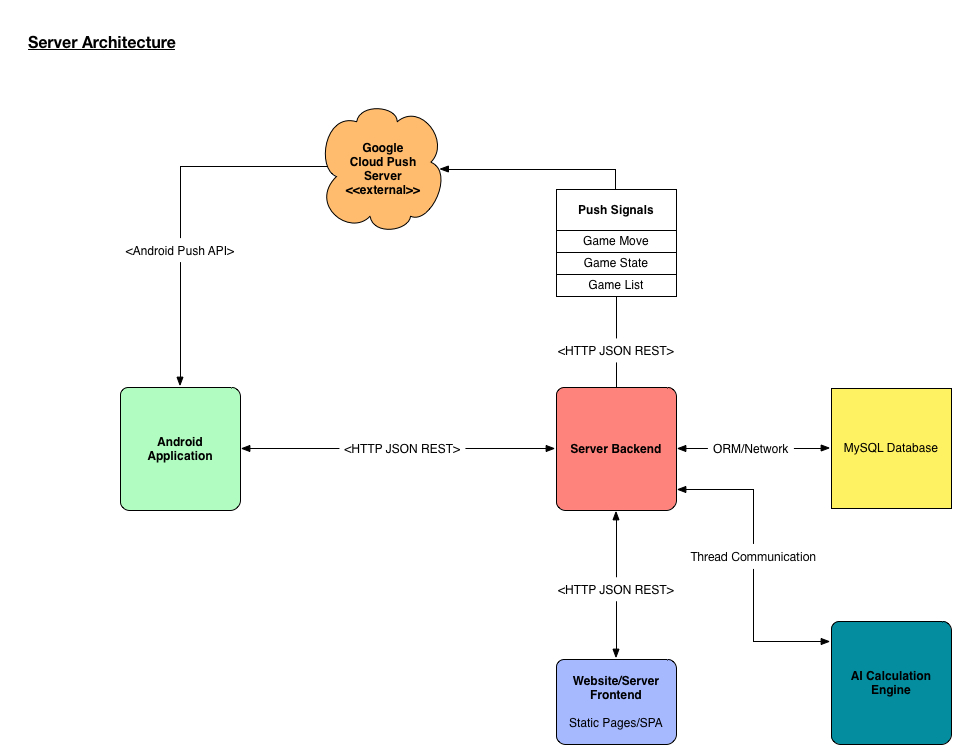 Server Architecture
Google
Cloud Push
Server
<<external>>
Push Signals
Game Move
Game State
Game List
<Android Push API>
<HTTP JSON REST>
Android
Application
<HTTP JSON REST>
Server Backend
ORM/Network
MySQL Database
Thread Communication
<HTTP JSON REST>
Website/Server
Frontend
Static Pages/SPA
AI Calculation
Engine